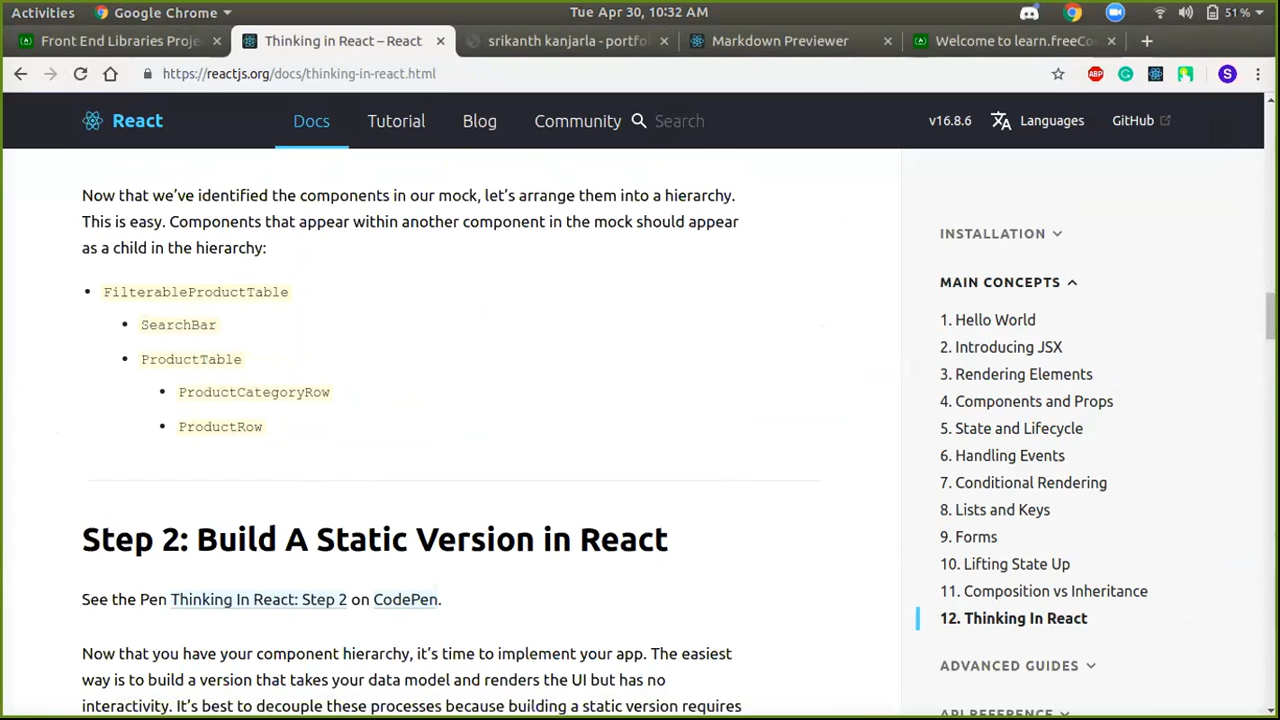 Activities Google Chrome Tue Apr 30, 10:32 AM 51%
Front End Libraries Proje
Thinking in React – React
srikanth kanjarla - portfo
Markdown Previewer
Welcome to learn.freeCo
https://reactjs.org/docs/thinking-in-react.html
ABP
S
React Docs Tutorial Blog Community Search v16.8.6 Languages GitHub
Now that we’ve identified the components in our mock, let’s arrange them into a hierarchy.
This is easy. Components that appear within another component in the mock should appear
as a child in the hierarchy:
FilterableProductTable
SearchBar
ProductTable
ProductCategoryRow
ProductRow
Step 2: Build A Static Version in React
See the Pen Thinking In React: Step 2 on CodePen.
Now that you have your component hierarchy, it’s time to implement your app. The easiest
way is to build a version that takes your data model and renders the UI but has no
interactivity. It’s best to decouple these processes because building a static version requires
INSTALLATION
MAIN CONCEPTS
1. Hello World
2. Introducing JSX
3. Rendering Elements
4. Components and Props
5. State and Lifecycle
6. Handling Events
7. Conditional Rendering
8. Lists and Keys
9. Forms
10. Lifting State Up
11. Composition vs Inheritance
12. Thinking In React
ADVANCED GUIDES
API REFERENCE